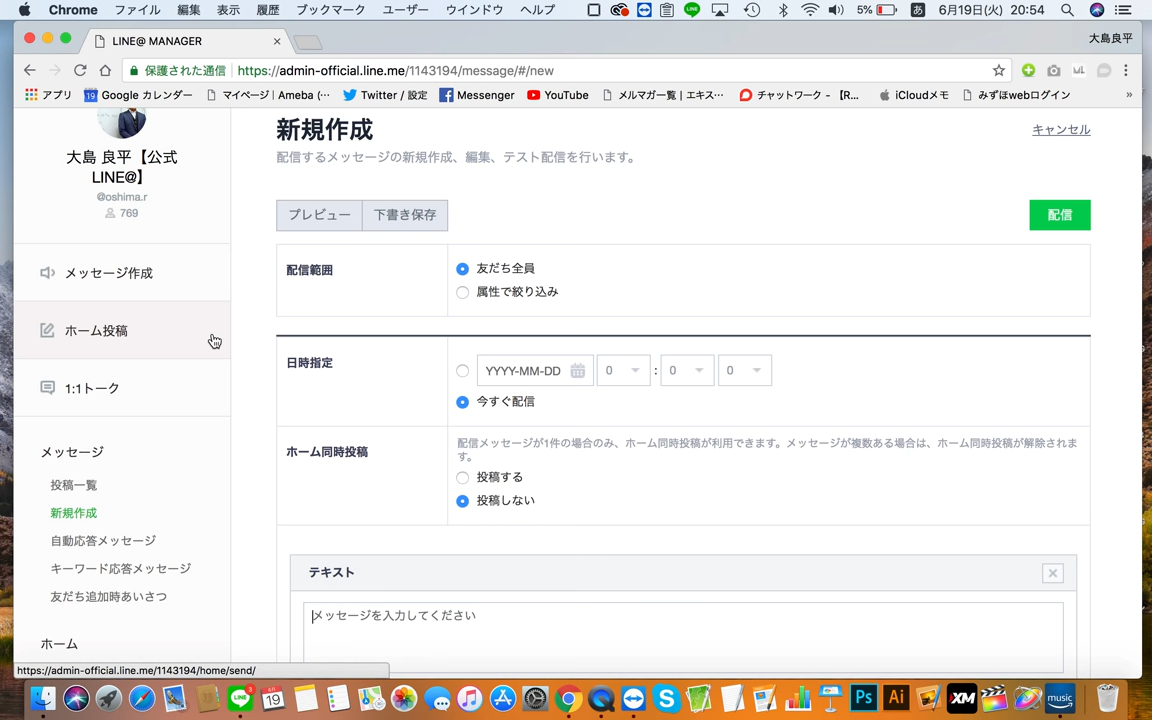 Chrome ファイル 編集 表示 履歴 ブックマーク ユーザー ウインドウ ヘルプ 5% あ 6月19日(火) 20:54
LINE@ MANAGER
大島良平
保護された通信 https://admin-official.line.me/1143194/message/#/new
アプリ Google カレンダー マイページ | Ameba (… Twitter / 設定 Messenger YouTube メルマガ一覧 | エキス… チャットワーク - 【R... iCloudメモ みずほwebログイン »
大島 良平【公式
LINE@】
@oshima.r
769
メッセージ作成
ホーム投稿
1:1トーク
メッセージ
投稿一覧
新規作成
自動応答メッセージ
キーワード応答メッセージ
友だち追加時あいさつ
ホーム
新規作成
キャンセル
配信するメッセージの新規作成、編集、テスト配信を行います。
プレビュー 下書き保存 配信
配信範囲
友だち全員
属性で絞り込み
日時指定
YYYY-MM-DD 0 : 0 0
今すぐ配信
ホーム同時投稿
配信メッセージが1件の場合のみ、ホーム同時投稿が利用できます。メッセージが複数ある場合は、ホーム同時投稿が解除されま
す。
投稿する
投稿しない
テキスト
メッセージを入力してください
https://admin-official.line.me/1143194/home/send/
LINE 3 6月 19 Ps Ai XM music